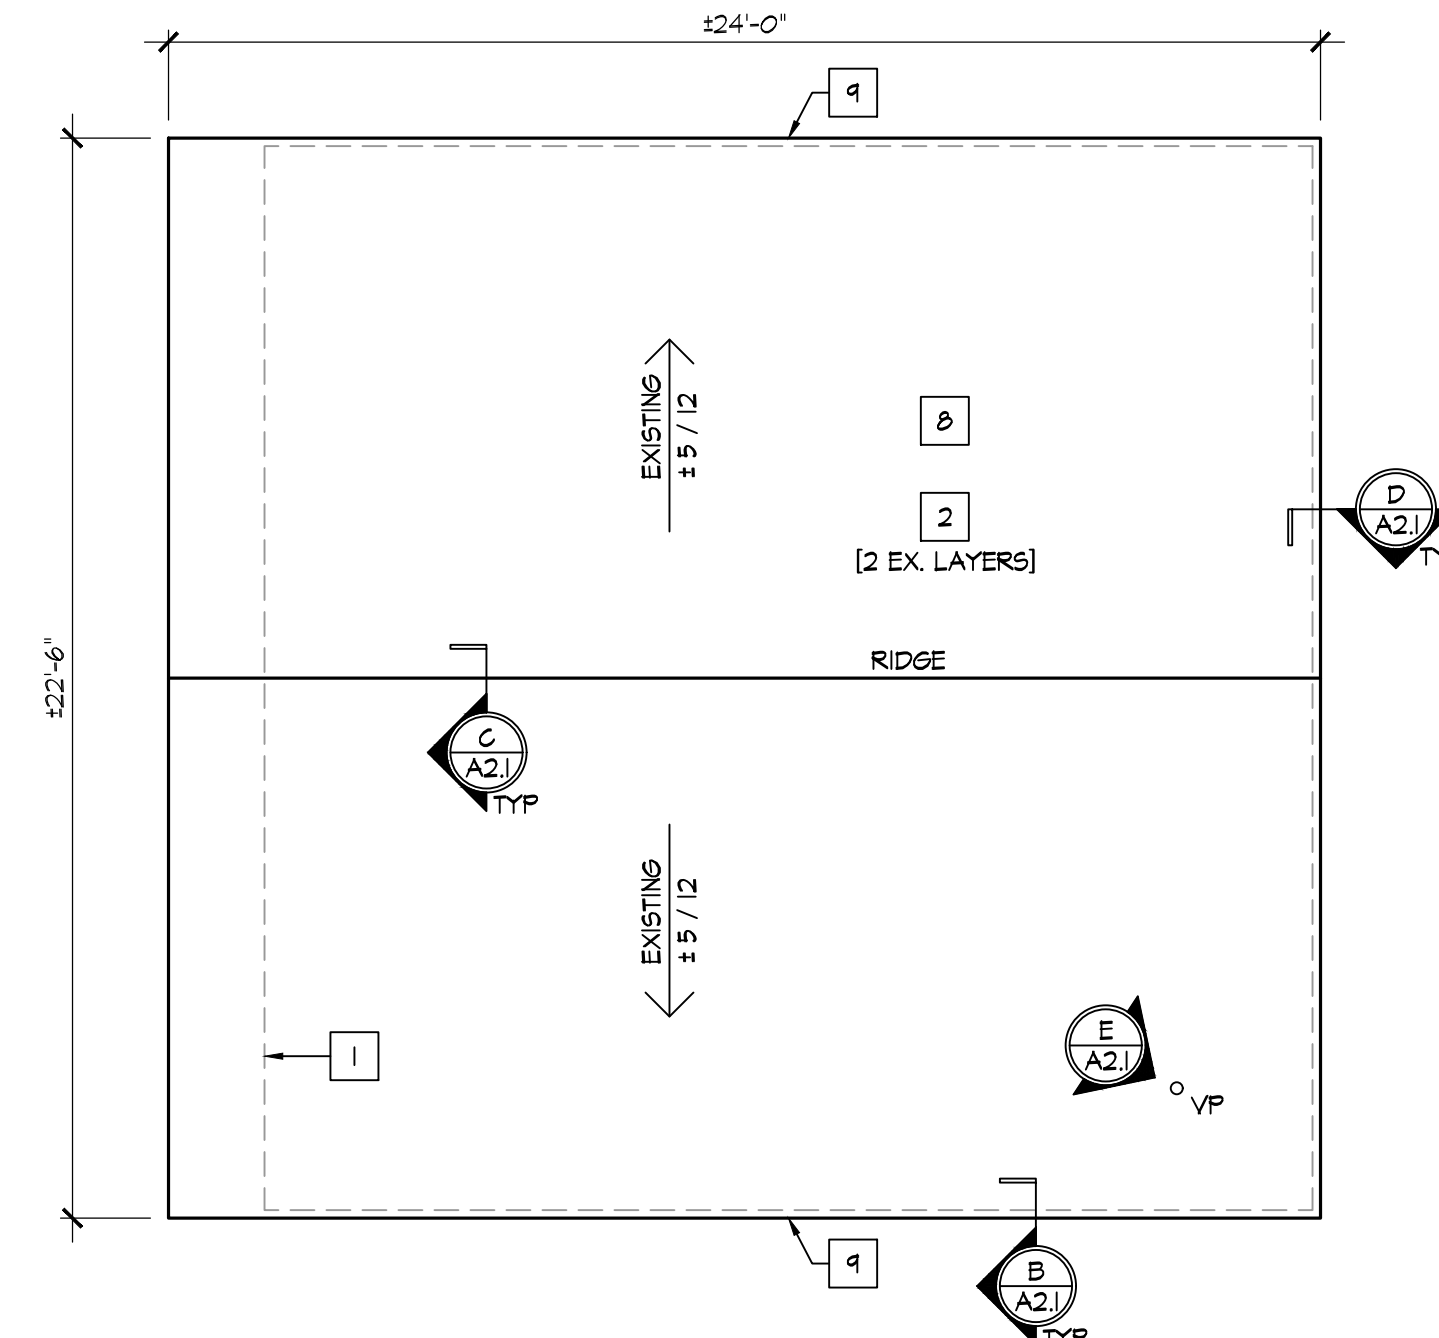 ±24'-0"
9
EXISTING
±5 / 12
8
2
[2 EX. LAYERS]
D
A2.1
RIDGE
±22'-6"
C
A2.1
TYP
EXISTING
±5 / 12
1
E
A2.1
VP
9
B
A2.1
TYP